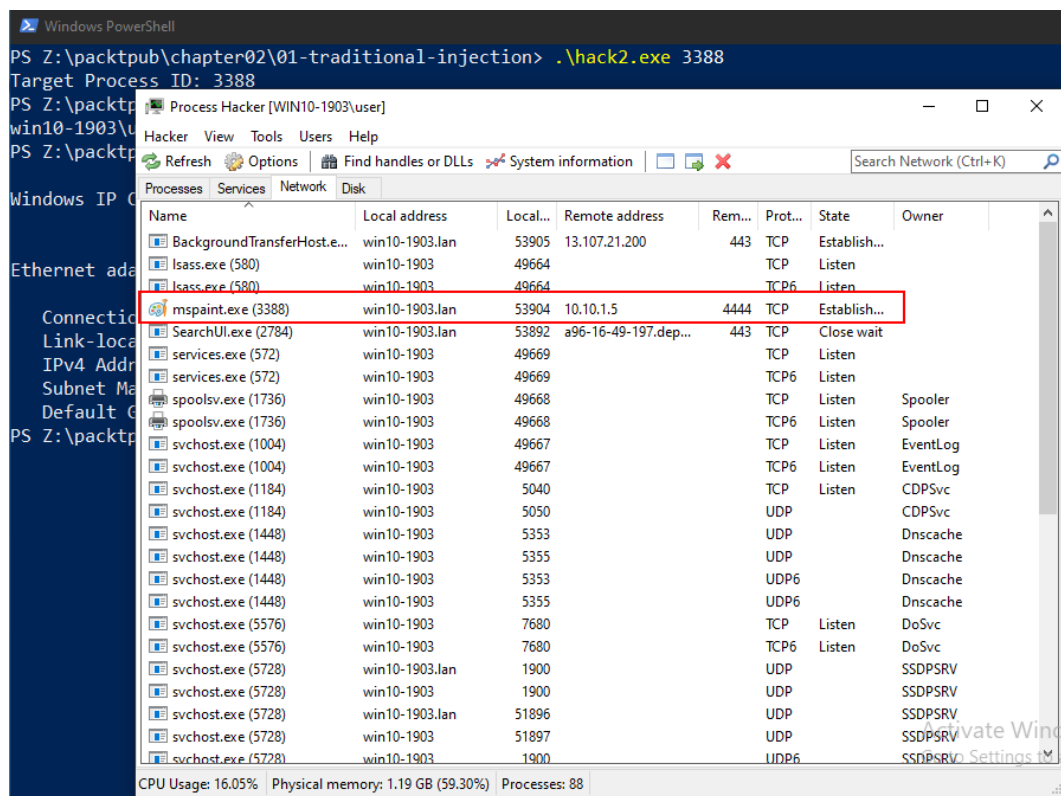 Windows PowerShell
PS Z:\packtpub\chapter02\01-traditional-injection> .\hack2.exe 3388
Target Process ID: 3388
PS Z:\packtp
win10-1903\u
PS Z:\packtp
Windows IP C
Ethernet ada
Connectic
Link-loca
IPv4 Addr
Subnet Ma
Default G
PS Z:\packtp
Process Hacker [WIN10-1903\user]
Hacker View Tools Users Help
Refresh Options Find handles or DLLs System information Search Network (Ctrl+K)
Processes Services Network Disk
Name Local address Local... Remote address Rem... Prot... State Owner
BackgroundTransferHost.e... win10-1903.lan 53905 13.107.21.200 443 TCP Establish...
lsass.exe (580) win10-1903 49664 TCP Listen
lsass.exe (580) win10-1903 49664 TCP6 Listen
mspaint.exe (3388) win10-1903.lan 53904 10.10.1.5 4444 TCP Establish...
SearchUI.exe (2784) win10-1903.lan 53892 a96-16-49-197.dep... 443 TCP Close wait
services.exe (572) win10-1903 49669 TCP Listen
services.exe (572) win10-1903 49669 TCP6 Listen
spoolsv.exe (1736) win10-1903 49668 TCP Listen Spooler
spoolsv.exe (1736) win10-1903 49668 TCP6 Listen Spooler
svchost.exe (1004) win10-1903 49667 TCP Listen EventLog
svchost.exe (1004) win10-1903 49667 TCP6 Listen EventLog
svchost.exe (1184) win10-1903 5040 TCP Listen CDPSvc
svchost.exe (1184) win10-1903 5050 UDP CDPSvc
svchost.exe (1448) win10-1903 5353 UDP Dnscache
svchost.exe (1448) win10-1903 5355 UDP Dnscache
svchost.exe (1448) win10-1903 5353 UDP6 Dnscache
svchost.exe (1448) win10-1903 5355 UDP6 Dnscache
svchost.exe (5576) win10-1903 7680 TCP Listen DoSvc
svchost.exe (5576) win10-1903 7680 TCP6 Listen DoSvc
svchost.exe (5728) win10-1903.lan 1900 UDP SSDPSRV
svchost.exe (5728) win10-1903 1900 UDP SSDPSRV
svchost.exe (5728) win10-1903.lan 51896 UDP SSDPSRV
svchost.exe (5728) win10-1903 51897 UDP SSDPSRV
svchost.exe (5728) win10-1903 1900 UDP6 SSDPSRV
Activate Wind
Go to Settings to
CPU Usage: 16.05% Physical memory: 1.19 GB (59.30%) Processes: 88